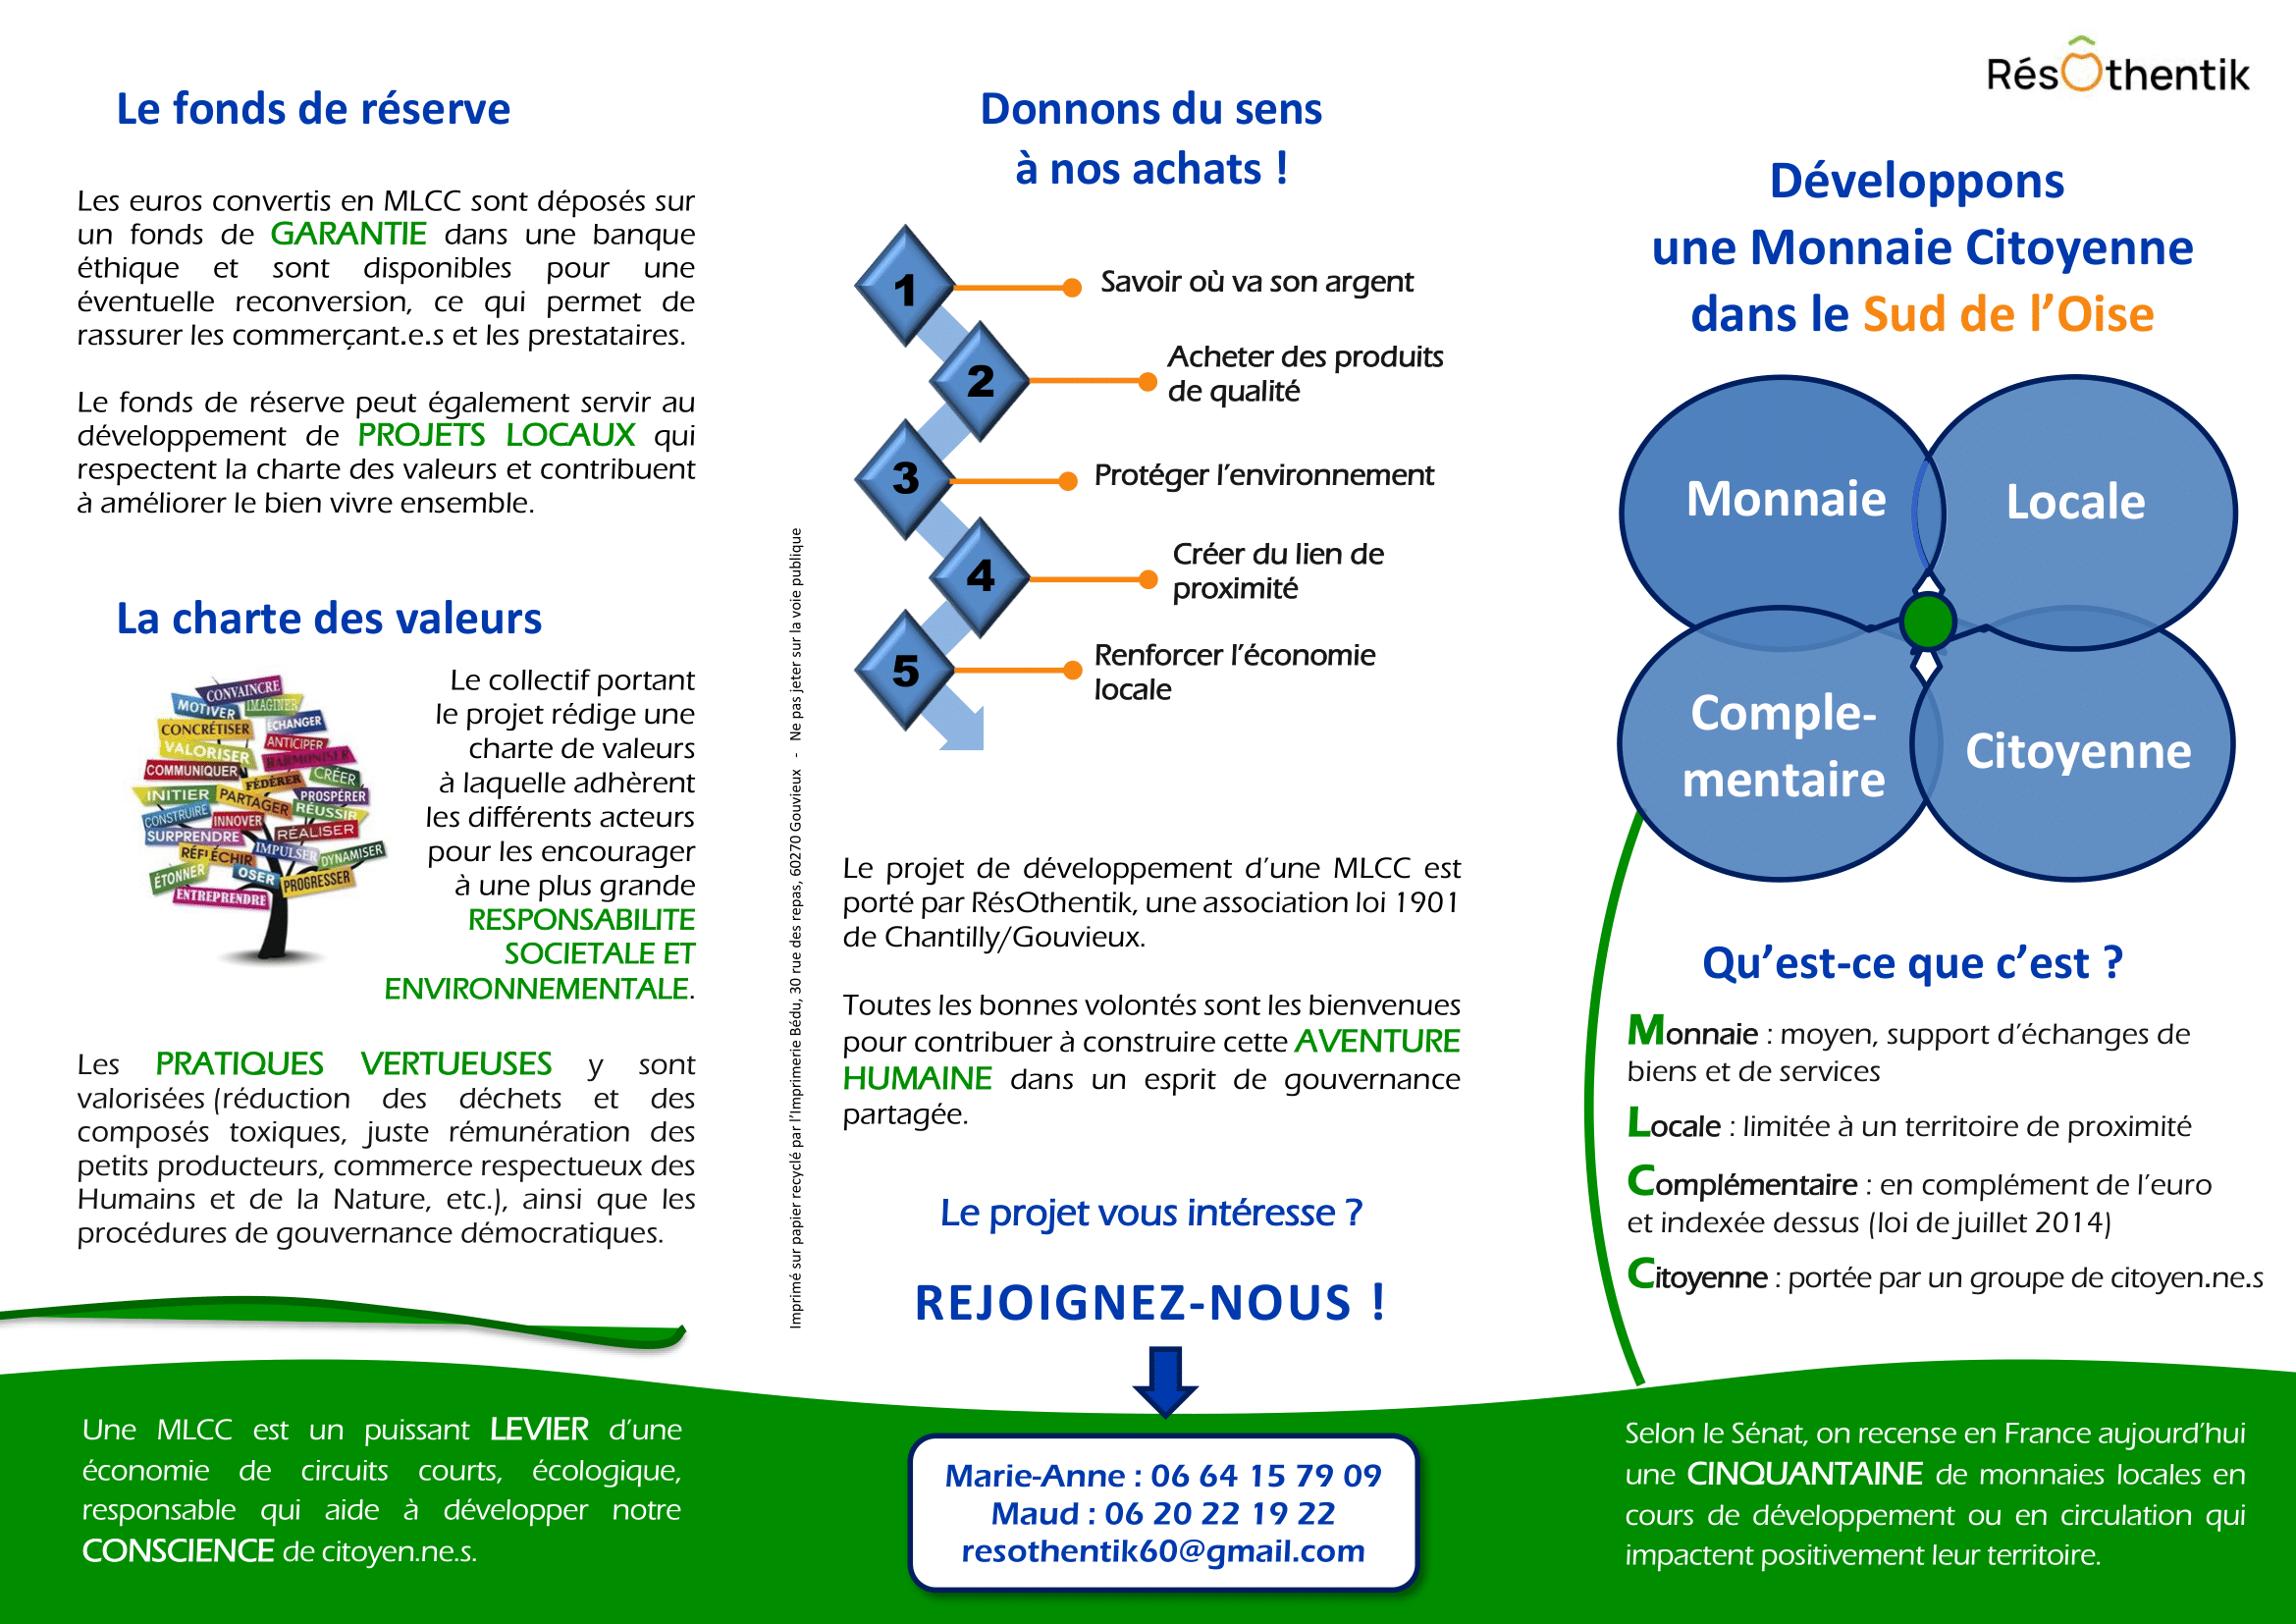 Le fonds de réserve
Les euros convertis en MLCC sont déposés sur
un fonds de GARANTIE dans une banque
éthique et sont disponibles pour une
éventuelle reconversion, ce qui permet de
rassurer les commerçant.e.s et les prestataires.
Le fonds de réserve peut également servir au
développement de PROJETS LOCAUX qui
respectent la charte des valeurs et contribuent
à améliorer le bien vivre ensemble.
La charte des valeurs
CONVAINCRE
MOTIVER
IMAGINER
CONCRÉTISER
ÉCHANGER
VALORISER
ANTICIPER
HARMONISER
COMMUNIQUER
FÉDÉRER
CRÉER
INITIER
PARTAGER
PROSPÉRER
CONSTRUIRE
INNOVER
RÉUSSIR
SURPRENDRE
RÉALISER
RÉFLÉCHIR
IMPULSER
DYNAMISER
ÉTONNER
OSER
PROGRESSER
ENTREPRENDRE
Le collectif portant
le projet rédige une
charte de valeurs
à laquelle adhèrent
les différents acteurs
pour les encourager
à une plus grande
RESPONSABILITE
SOCIETALE ET
ENVIRONNEMENTALE.
Les PRATIQUES VERTUEUSES y sont
valorisées (réduction des déchets et des
composés toxiques, juste rémunération des
petits producteurs, commerce respectueux des
Humains et de la Nature, etc.), ainsi que les
procédures de gouvernance démocratiques.
Une MLCC est un puissant LEVIER d'une
économie de circuits courts, écologique,
responsable qui aide à développer notre
CONSCIENCE de citoyen.ne.s.
Imprimé sur papier recyclé par l'Imprimerie Bédu, 30 rue des repas, 60270 Gouvieux - Ne pas jeter sur la voie publique
Donnons du sens
à nos achats !
1
Savoir où va son argent
2
Acheter des produits
de qualité
3
Protéger l'environnement
4
Créer du lien de
proximité
5
Renforcer l'économie
locale
Le projet de développement d'une MLCC est
porté par RésOthentik, une association loi 1901
de Chantilly/Gouvieux.
Toutes les bonnes volontés sont les bienvenues
pour contribuer à construire cette AVENTURE
HUMAINE dans un esprit de gouvernance
partagée.
Le projet vous intéresse ?
REJOIGNEZ-NOUS !
Marie-Anne : 06 64 15 79 09
Maud : 06 20 22 19 22
resothentik60@gmail.com
RésÔthentik
Développons
une Monnaie Citoyenne
dans le Sud de l'Oise
Monnaie
Locale
Comple-
mentaire
Citoyenne
Qu'est-ce que c'est ?
Monnaie : moyen, support d'échanges de
biens et de services
Locale : limitée à un territoire de proximité
Complémentaire : en complément de l'euro
et indexée dessus (loi de juillet 2014)
Citoyenne : portée par un groupe de citoyen.ne.s
Selon le Sénat, on recense en France aujourd'hui
une CINQUANTAINE de monnaies locales en
cours de développement ou en circulation qui
impactent positivement leur territoire.